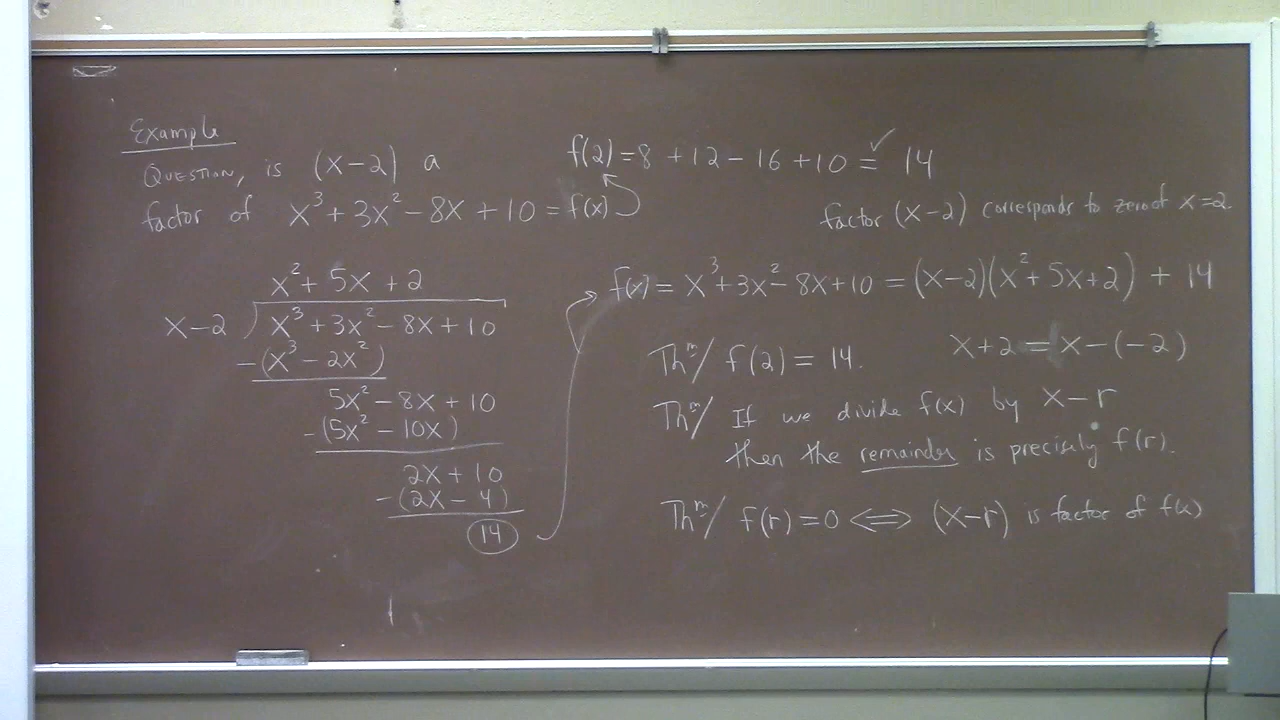 Example
QUESTION, is (x-2) a
factor of x³+3x²-8x+10=f(x)
x²+5x+2
x-2 ) x³+3x²-8x+10
-(x³-2x²)
5x²-8x+10
-(5x²-10x)
2x+10
-(2x-4)
14
f(2)=8+12-16+10=14 ✓
factor (x-2) corresponds to zero of x=2.
f(x)=x³+3x²-8x+10=(x-2)(x²+5x+2)+14
Thᵐ/ f(2)=14.
x+2=x-(-2)
Thᵐ/ If we divide f(x) by x-r
then the remainder is precisely f(r).
Thᵐ/ f(r)=0 ⟺ (x-r) is factor of f(x)